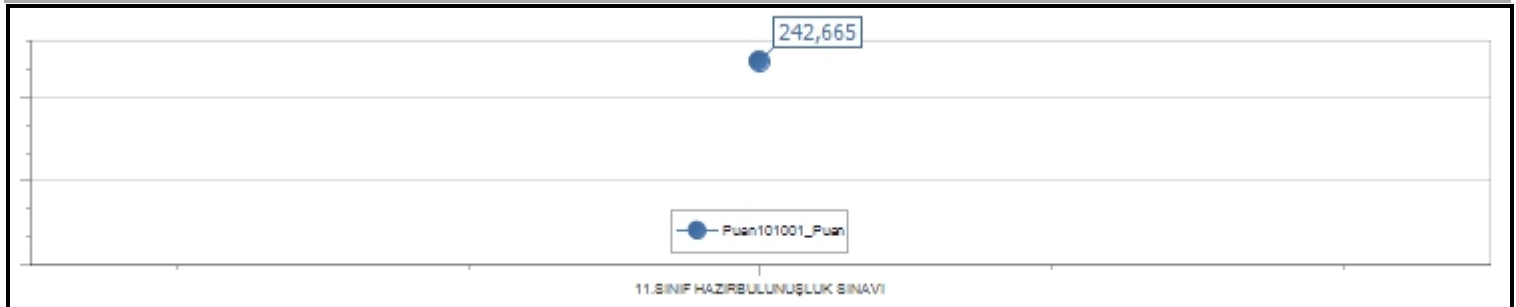 242,665
Puan101001_Puan
11.SINIF HAZIRBULUNUŞLUK SINAVI